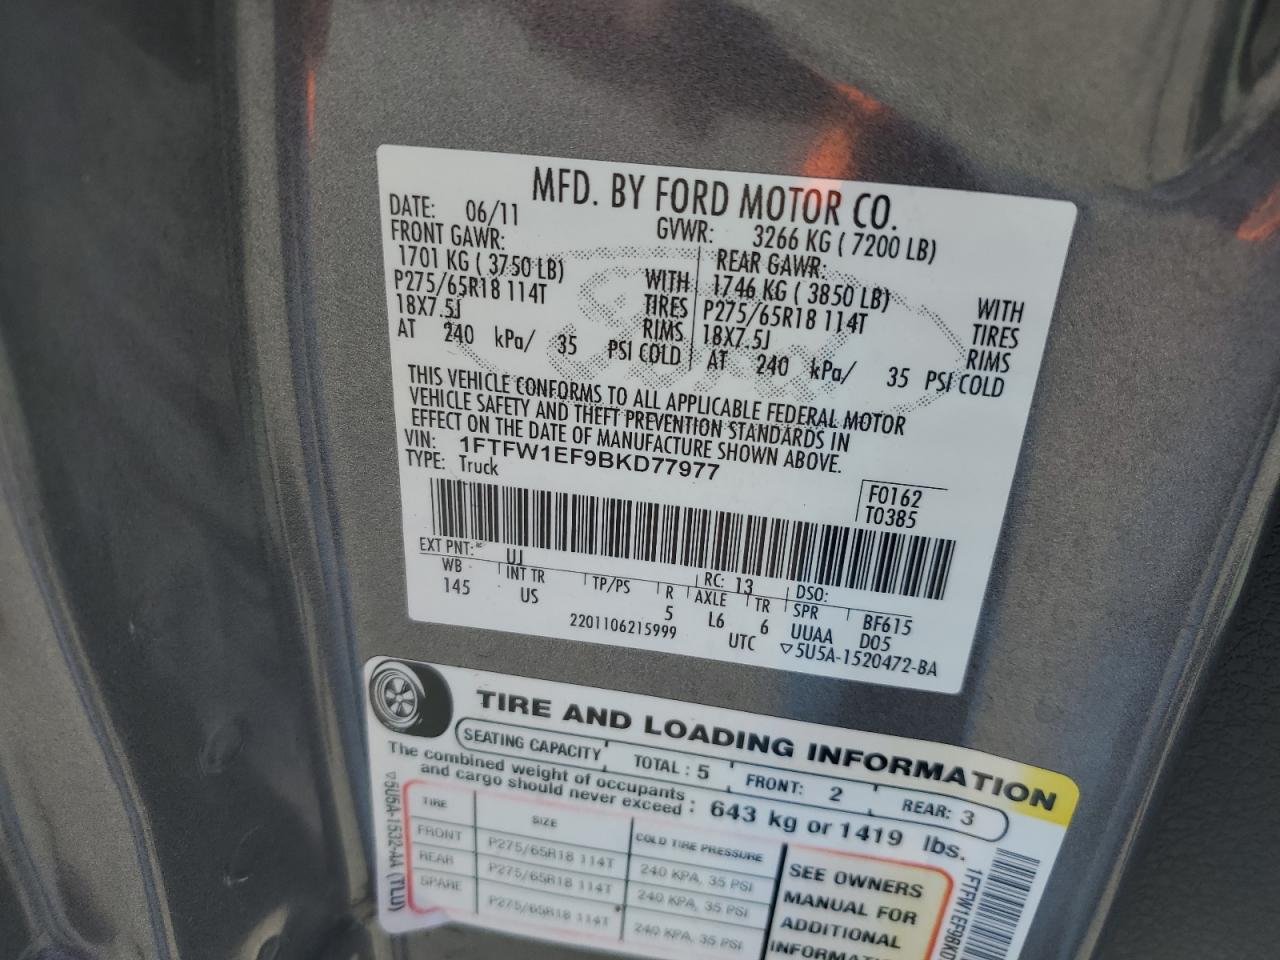 MFD. BY FORD MOTOR CO.
DATE: 06/11 GVWR: 3266 KG ( 7200 LB)
FRONT GAWR: REAR GAWR:
1701 KG ( 3750 LB) WITH 1746 KG ( 3850 LB) WITH
P275/65R18 114T TIRES P275/65R18 114T TIRES
18X7.5J RIMS 18X7.5J RIMS
AT 240 kPa/ 35 PSI COLD AT 240 kPa/ 35 PSI COLD
THIS VEHICLE CONFORMS TO ALL APPLICABLE FEDERAL MOTOR
VEHICLE SAFETY AND THEFT PREVENTION STANDARDS IN
EFFECT ON THE DATE OF MANUFACTURE SHOWN ABOVE.
VIN: 1FTFW1EF9BKD77977
TYPE: Truck
F0162
T0385
EXT PNT:* UJ RC: 13 DSO:
WB INT TR TP/PS R AXLE TR SPR BF615
145 US 5 L6 6 UUAA D05
2201106215999 UTC ▽5U5A-1520472-BA
TIRE AND LOADING INFORMATION
SEATING CAPACITY TOTAL : 5 FRONT: 2 REAR: 3
The combined weight of occupants
and cargo should never exceed : 643 kg or 1419 lbs.
TIRE SIZE COLD TIRE PRESSURE
FRONT P275/65R18 114T 240 KPA, 35 PSI
REAR P275/65R18 114T 240 KPA, 35 PSI
SPARE P275/65R18 114T 240 KPA, 35 PSI
SEE OWNERS
MANUAL FOR
ADDITIONAL
INFORMATION
▽5U5A-1532-AA (TLU)
1FTFW1EF9BKD